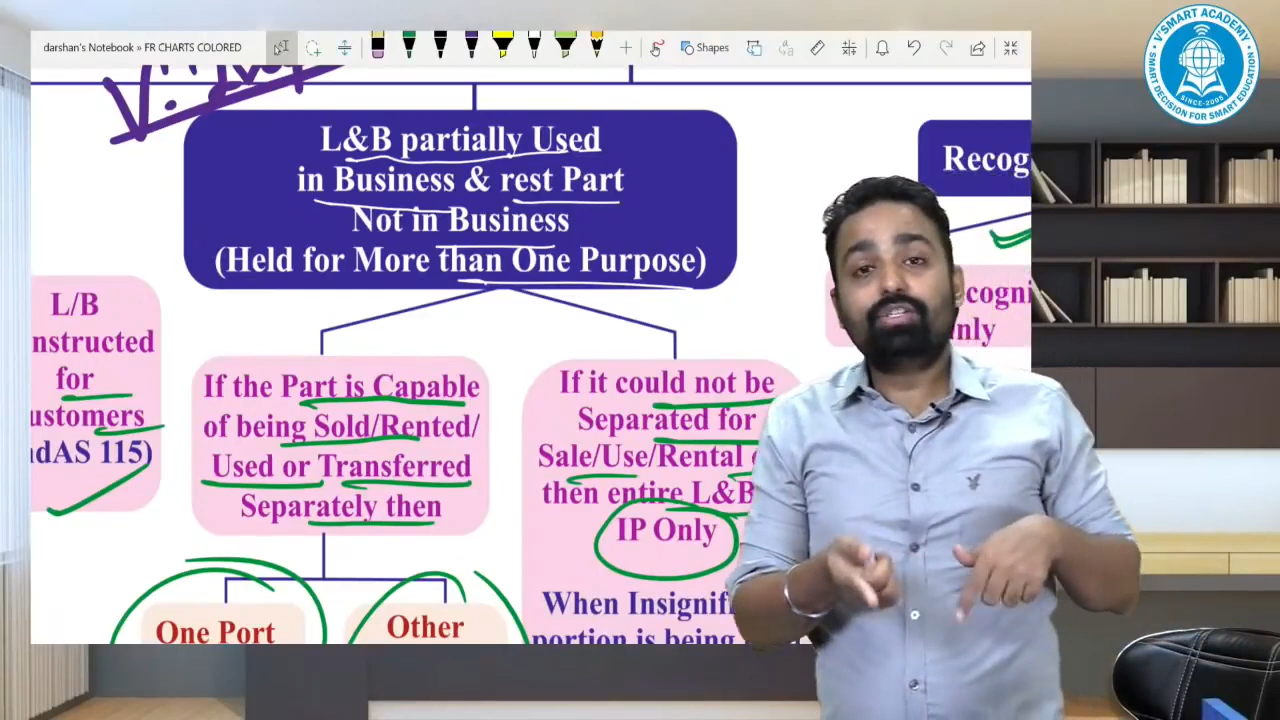 darshan's Notebook » FR CHARTS COLORED
Shapes
V'SMART ACADEMY
SMART DECISION FOR SMART EDUCATION
SINCE-2005
V. Imp
L&B partially Used
in Business & rest Part
Not in Business
(Held for More than One Purpose)
Recog
cogni
nly
L/B
nstructed
for
ustomers
ndAS 115)
If the Part is Capable
of being Sold/Rented/
Used or Transferred
Separately then
If it could not be
Separated for
Sale/Use/Rental
then entire L&B
IP Only
When Insignifi
portion is being
One Port
Other